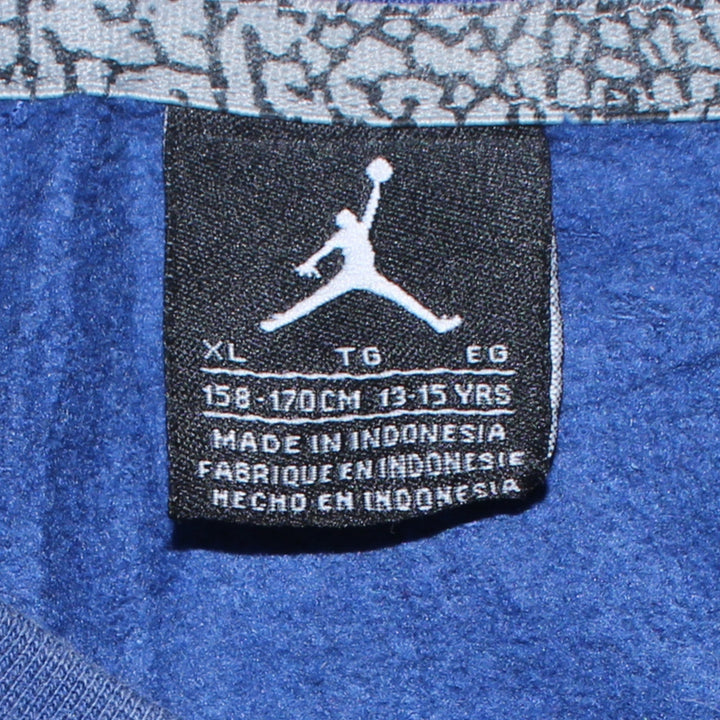 XL TG EG
158-170CM 13-15 YRS
MADE IN INDONESIA
FABRIQUE EN INDONESIE
HECHO EN INDONESIA